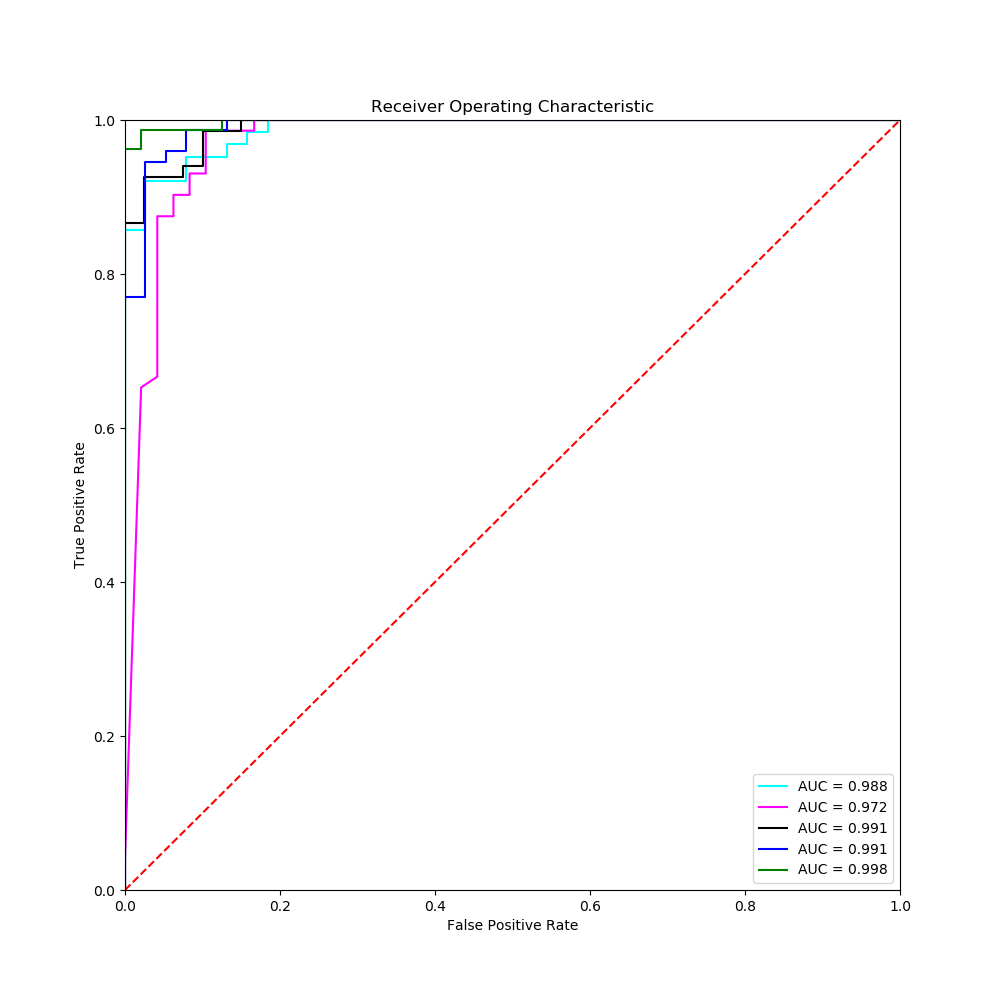 Receiver Operating Characteristic
1.0
0.8
0.6
0.4
0.2
0.0
True Positive Rate
AUC = 0.988
AUC = 0.972
AUC = 0.991
AUC = 0.991
AUC = 0.998
0.0 0.2 0.4 0.6 0.8 1.0
False Positive Rate